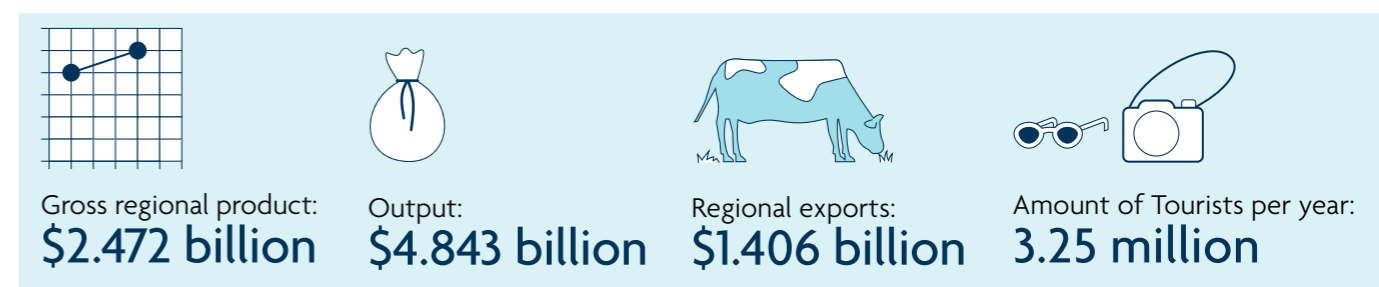 Gross regional product:
$2.472 billion
Output:
$4.843 billion
Regional exports:
$1.406 billion
Amount of Tourists per year:
3.25 million